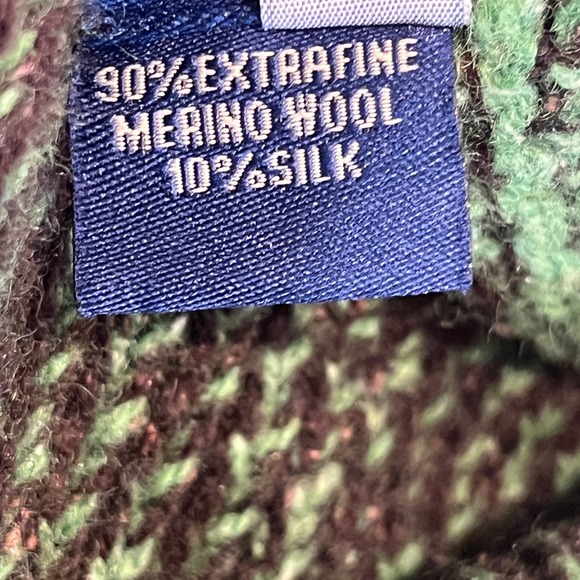 90% EXTRAFINE
MERINO WOOL
10% SILK